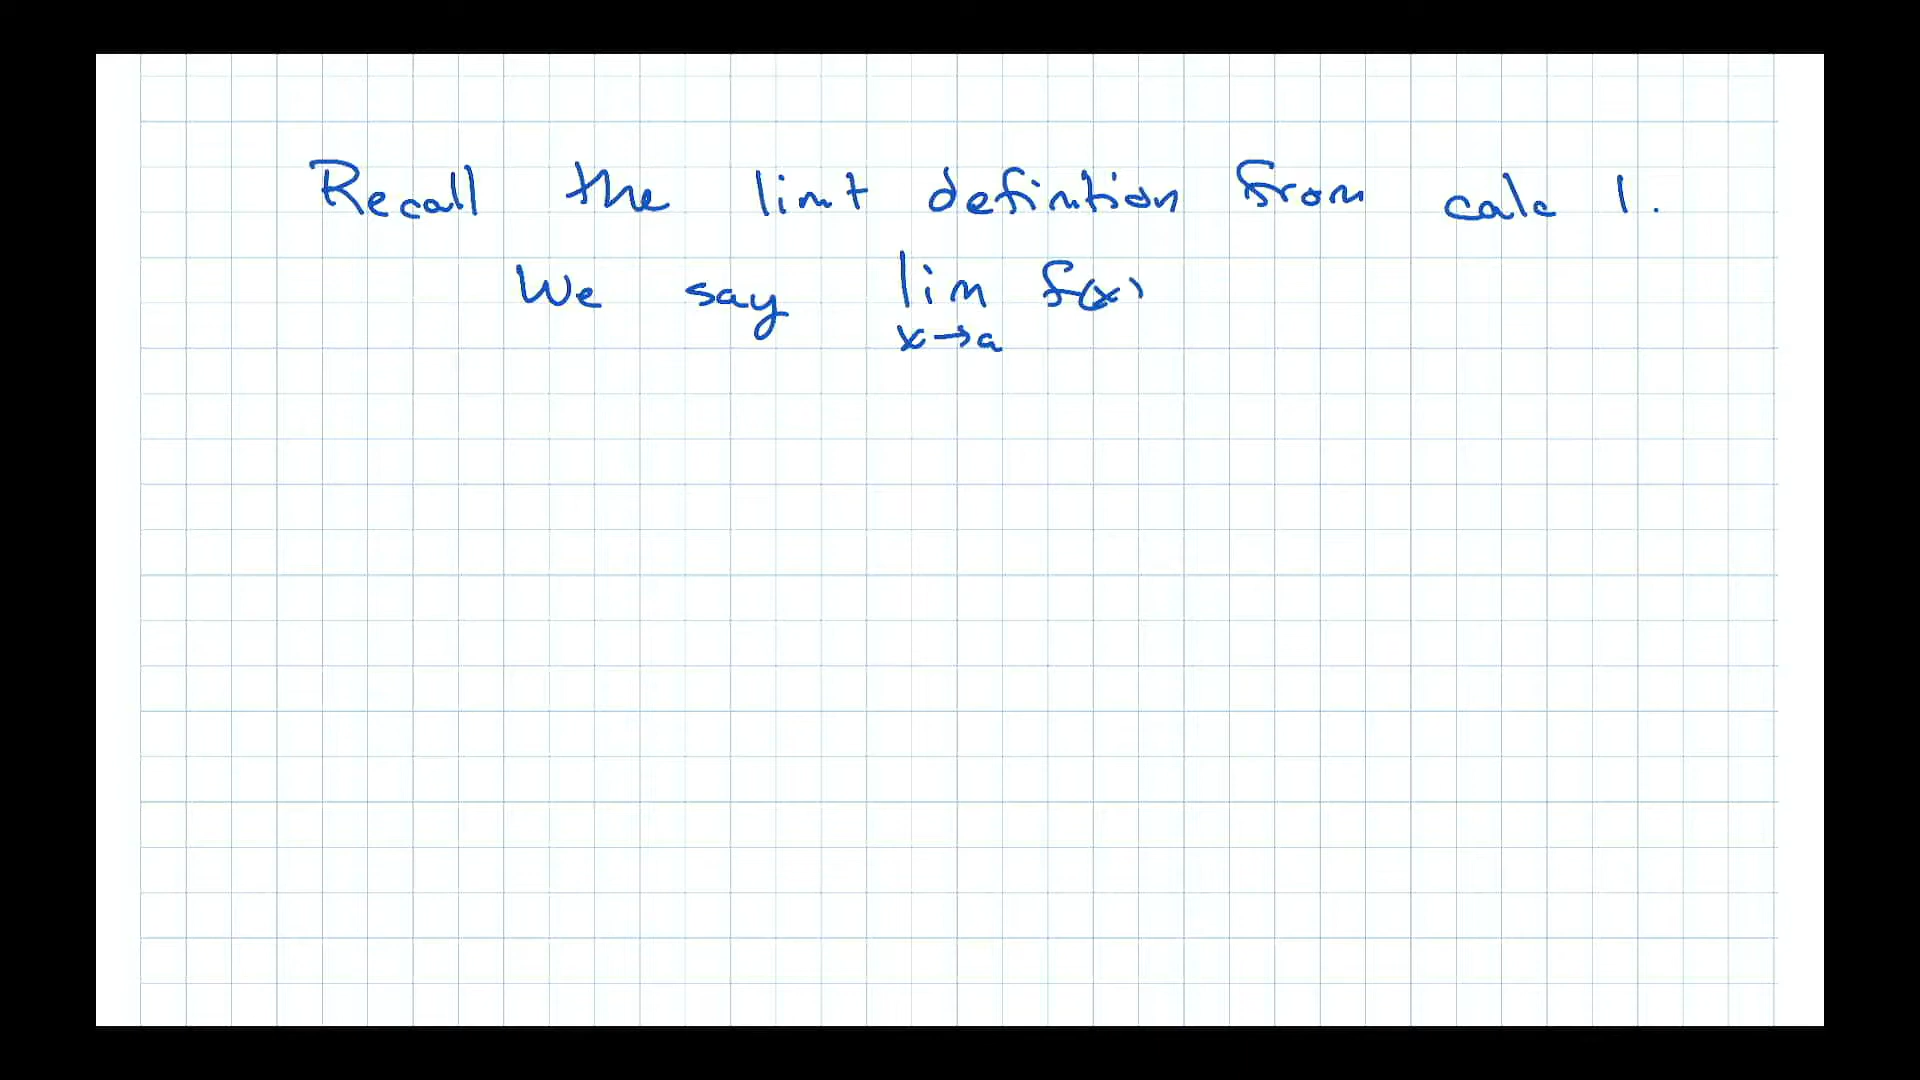 Recall the limit definition from calc 1.
We say lim f(x)
x→a